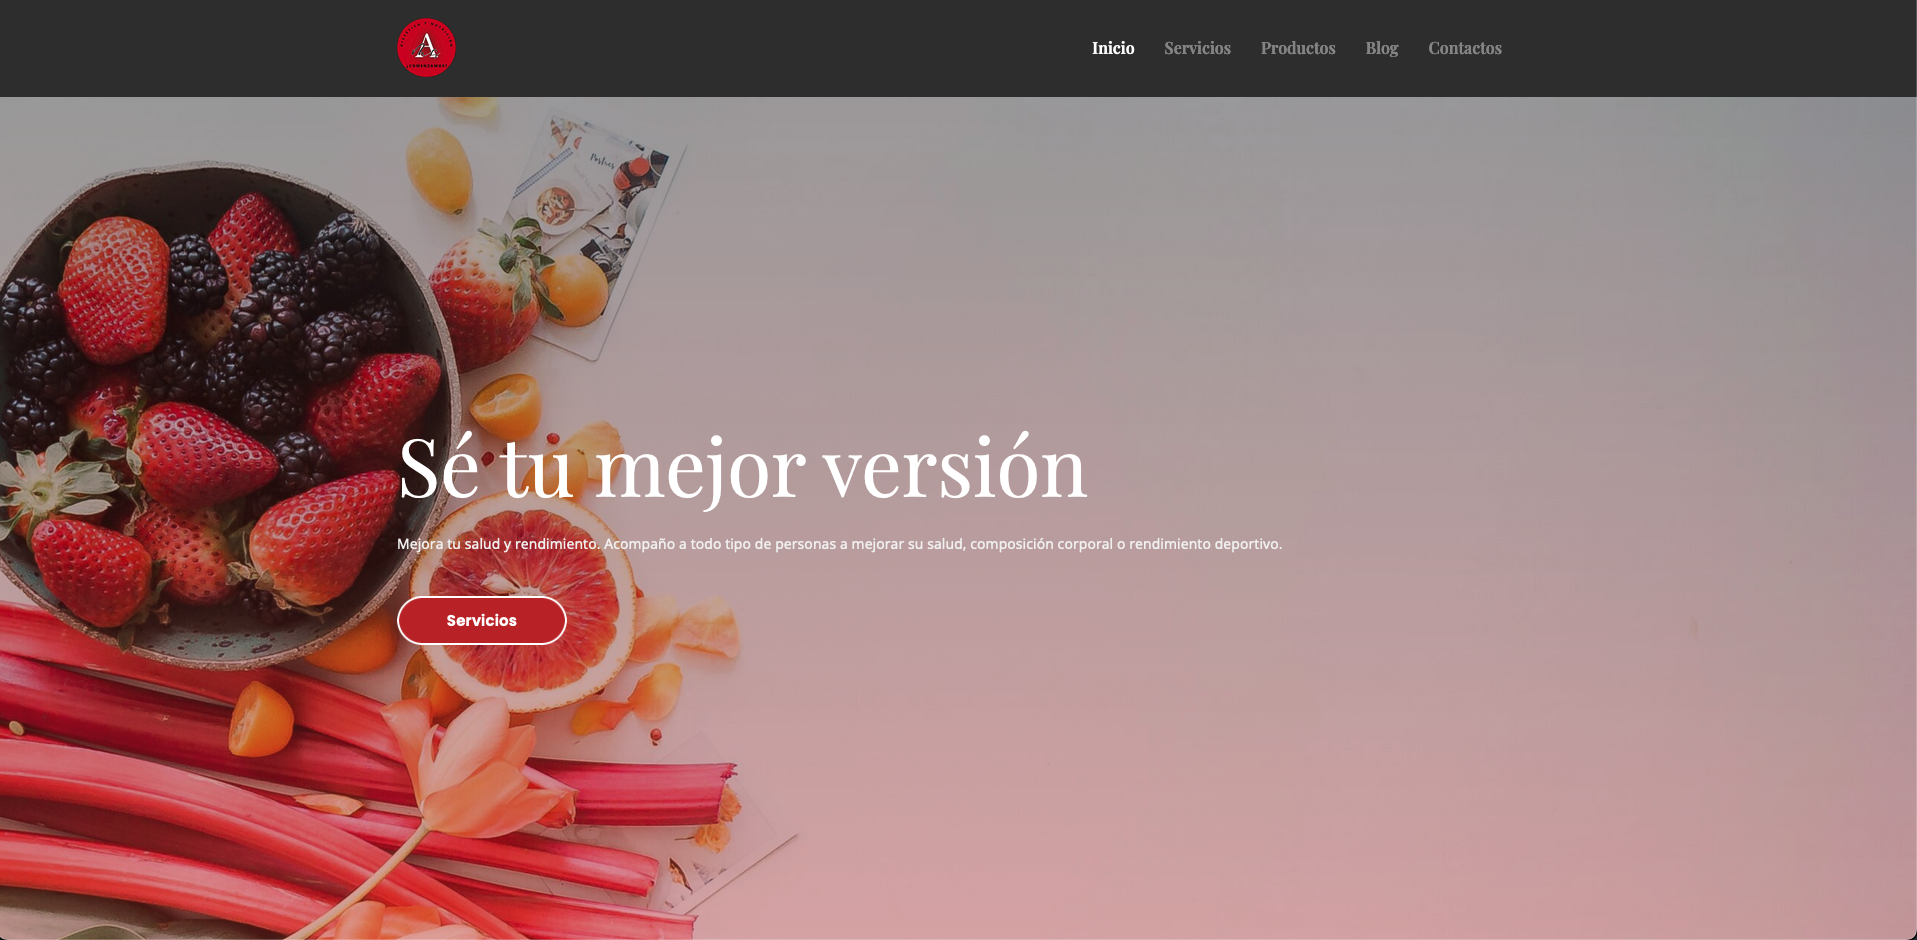 A
Inicio Servicios Productos Blog Contactos
Postres
Sé tu mejor versión
Mejora tu salud y rendimiento. Acompaño a todo tipo de personas a mejorar su salud, composición corporal o rendimiento deportivo.
Servicios